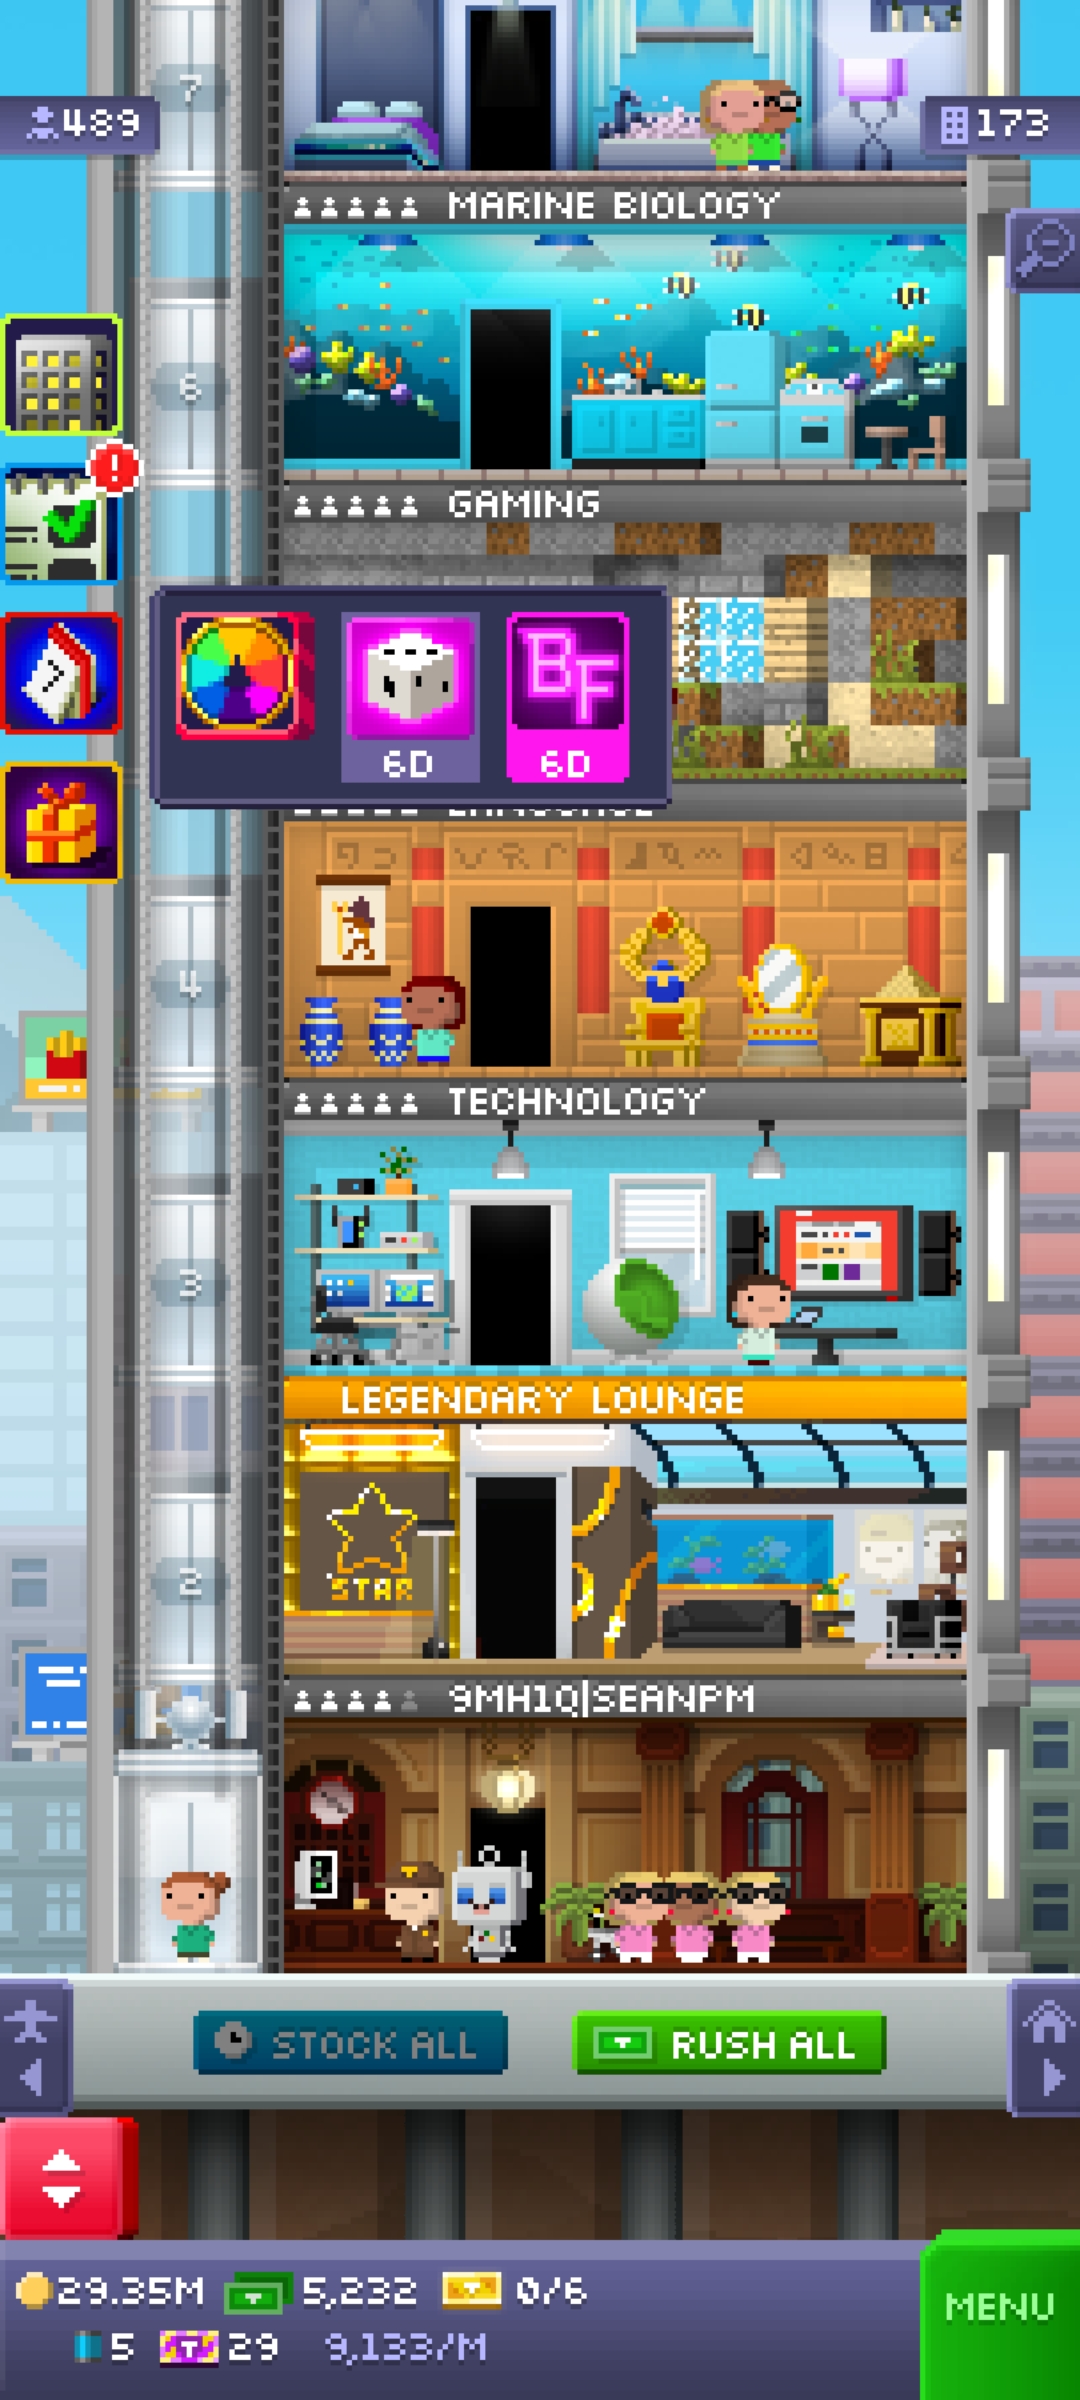 7
489
173
MARINE BIOLOGY
6
GAMING
7
BF
6D
6D
4
TECHNOLOGY
3
LEGENDARY LOUNGE
STAR
2
9MH1Q|SEANPM
STOCK ALL
RUSH ALL
29.35M
5,232
0/6
MENU
5
29
9,133/M